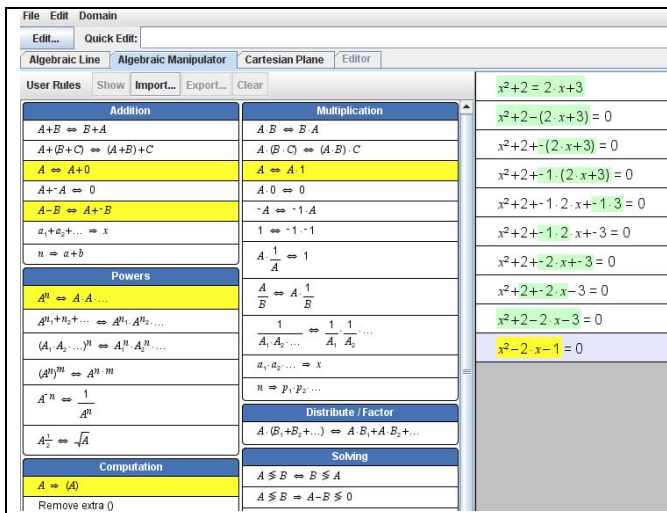 File Edit Domain
Edit... Quick Edit:
Algebraic Line Algebraic Manipulator Cartesian Plane Editor
User Rules Show Import... Export... Clear
Addition
A+B ⇔ B+A
A+(B+C) ⇔ (A+B)+C
A ⇔ A+0
A+⁻A ⇔ 0
A−B ⇔ A+⁻B
a₁+a₂+... ⇒ x
n ⇒ a+b
Powers
Aⁿ ⇔ A·A·...
A^(n₁+n₂+...) ⇔ A^n₁·A^n₂·...
(A₁·A₂·...)ⁿ ⇔ A₁ⁿ·A₂ⁿ·...
(Aⁿ)ᵐ ⇔ Aⁿ·ᵐ
A⁻ⁿ ⇔ 1/Aⁿ
A^½ ⇔ √A
Computation
A ⇒ (A)
Remove extra ()
Multiplication
A·B ⇔ B·A
A·(B·C) ⇔ (A·B)·C
A ⇔ A·1
A·0 ⇔ 0
⁻A ⇔ ⁻1·A
1 ⇔ ⁻1·⁻1
A·1/A ⇔ 1
A/B ⇔ A·1/B
1/(A₁·A₂·...) ⇔ 1/A₁·1/A₂·...
a₁·a₂·... ⇒ x
n ⇒ p₁·p₂·...
Distribute / Factor
A·(B₁+B₂+...) ⇔ A·B₁+A·B₂+...
Solving
A ≶ B ⇔ B ≶ A
A ≶ B ⇒ A−B ≶ 0
x²+2 = 2·x+3
x²+2−(2·x+3) = 0
x²+2+-(2·x+3) = 0
x²+2+-1·(2·x+3) = 0
x²+2+-1·2·x+-1·3 = 0
x²+2+-1·2·x+-3 = 0
x²+2+-2·x+-3 = 0
x²+2+-2·x−3 = 0
x²+2−2·x−3 = 0
x²−2·x−1 = 0